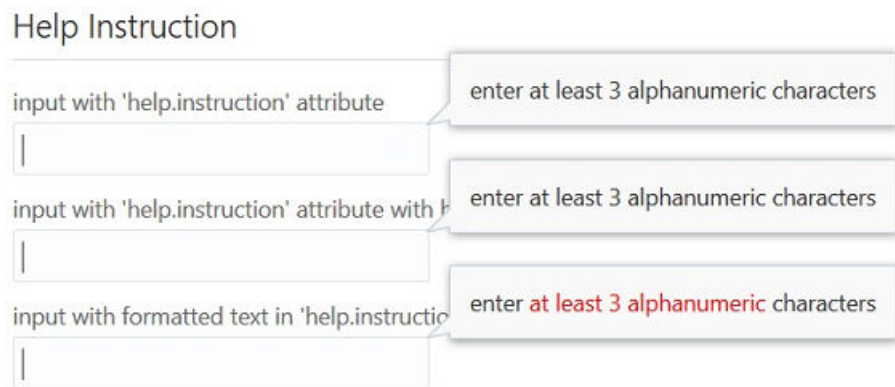 Help Instruction
enter at least 3 alphanumeric characters
input with 'help.instruction' attribute
enter at least 3 alphanumeric characters
input with 'help.instruction' attribute with
enter at least 3 alphanumeric characters
input with formatted text in 'help.instructio